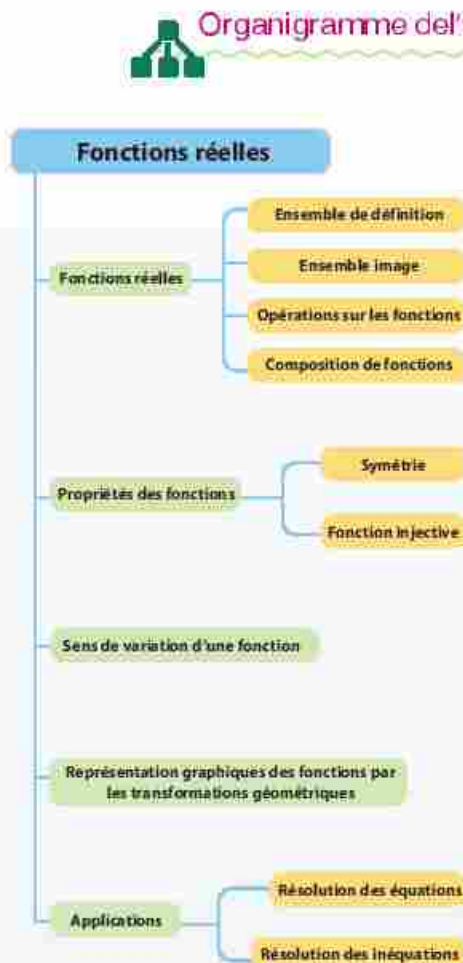 Organigramme del'
Fonctions réelles
Ensemble de définition
Fonctions réelles
Ensemble image
Opérations sur les fonctions
Composition de fonctions
Symétrie
Propriétés des fonctions
Fonction Injective
Sens de variation d'une fonction
Représentation graphiques des fonctions par
les transformations géométriques
Résolution des équations
Applications
Résolution des inéquations